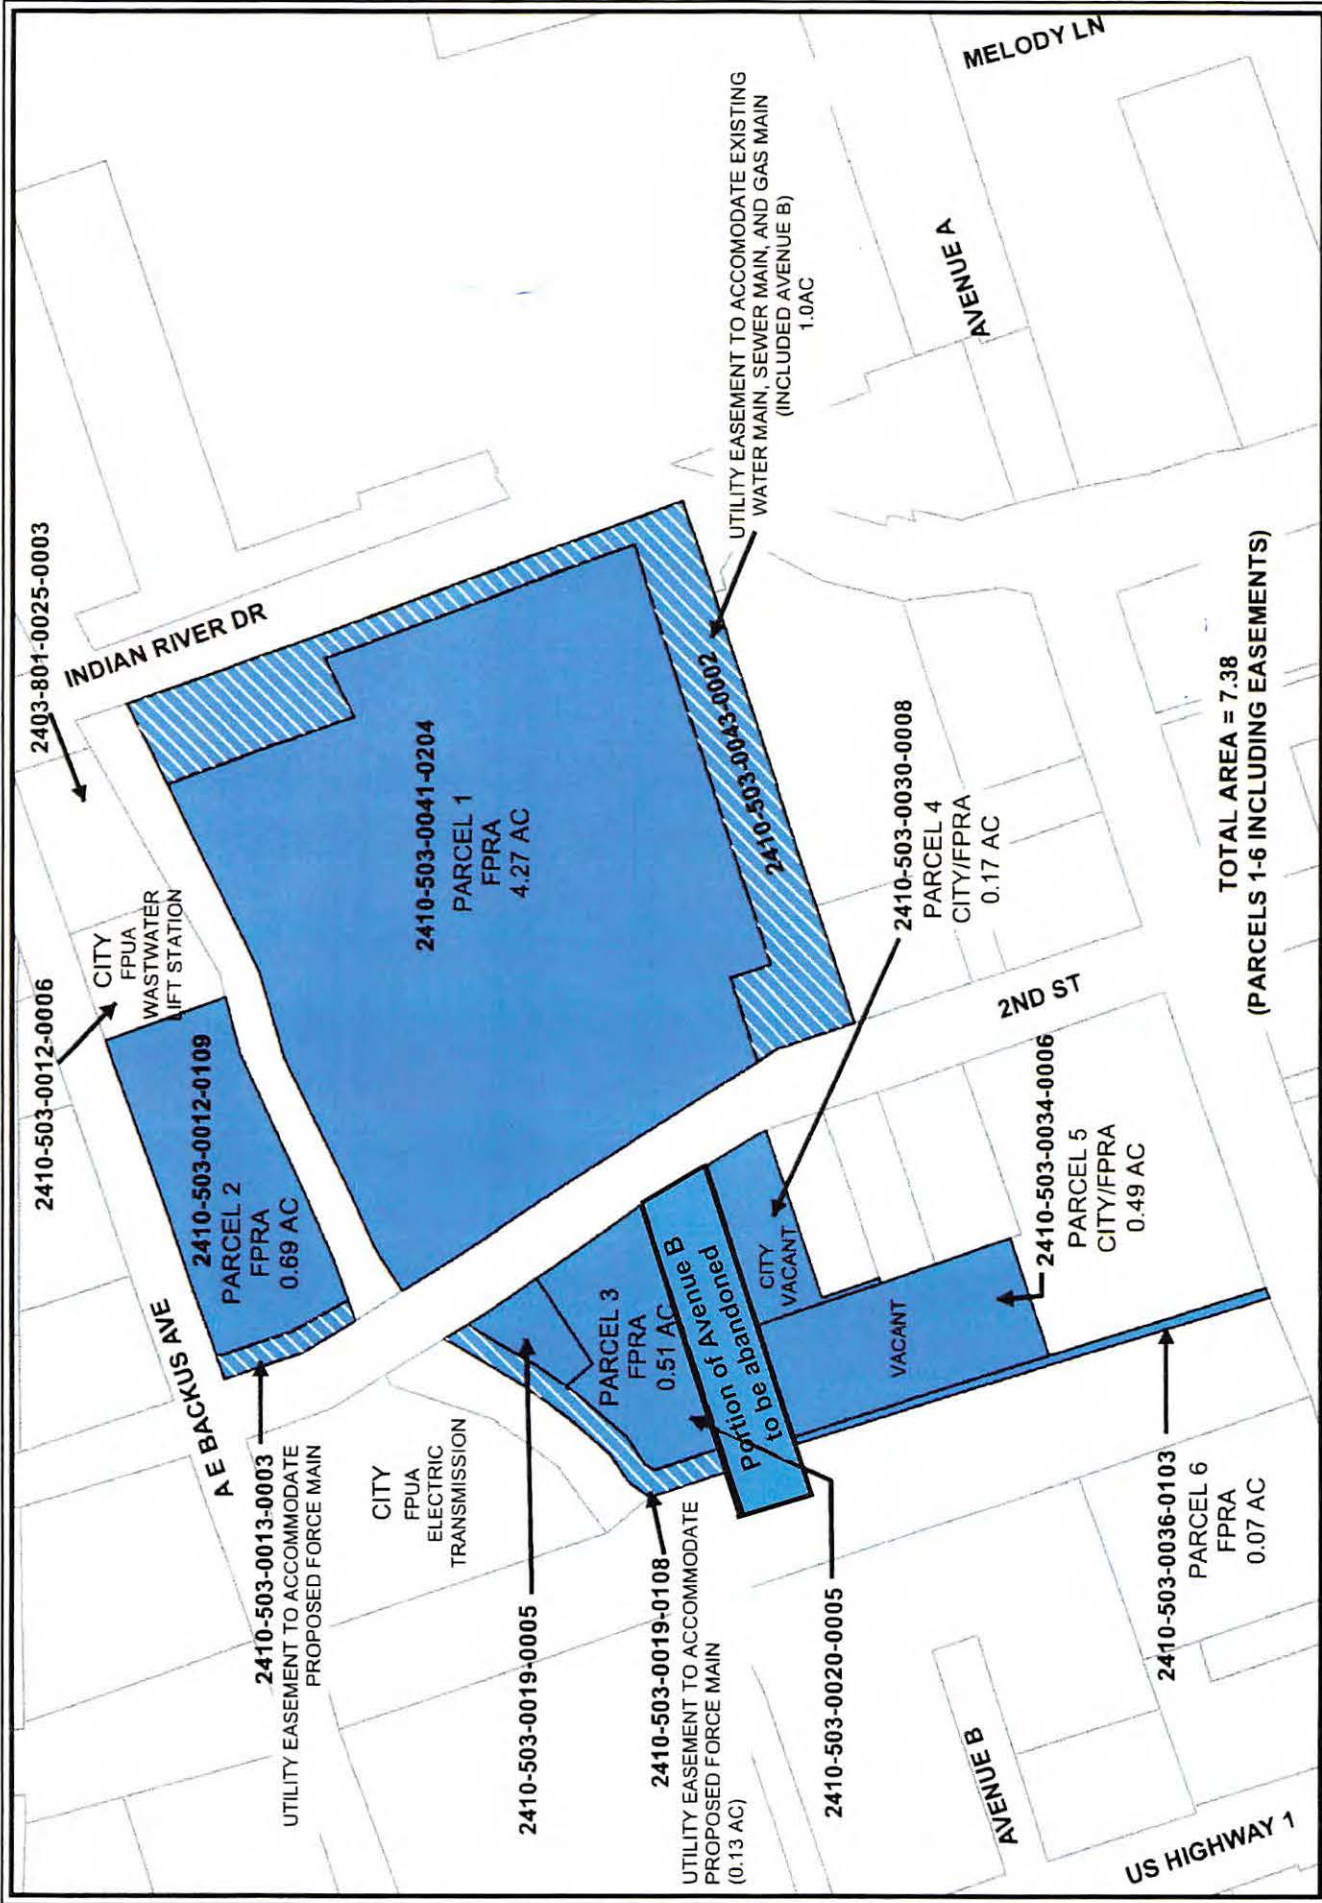 2403-801-0025-0003
2410-503-0012-0006
CITY
FPUA
WASTWATER
LIFT STATION
INDIAN RIVER DR
MELODY LN
A E BACKUS AVE
2410-503-0012-0109
PARCEL 2
FPRA
0.69 AC
2410-503-0013-0003
UTILITY EASEMENT TO ACCOMMODATE
PROPOSED FORCE MAIN
CITY
FPUA
ELECTRIC
TRANSMISSION
2410-503-0041-0204
PARCEL 1
FPRA
4.27 AC
UTILITY EASEMENT TO ACCOMODATE EXISTING
WATER MAIN, SEWER MAIN, AND GAS MAIN
(INCLUDED AVENUE B)
1.0AC
2410-503-0043-0002
AVENUE A
2410-503-0019-0005
PARCEL 3
FPRA
0.51 AC
2410-503-0019-0108
UTILITY EASEMENT TO ACCOMMODATE
PROPOSED FORCE MAIN
(0.13 AC)
Portion of Avenue B
to be abandoned
2410-503-0020-0005
CITY
VACANT
2410-503-0030-0008
PARCEL 4
CITY/FPRA
0.17 AC
2ND ST
VACANT
2410-503-0034-0006
PARCEL 5
CITY/FPRA
0.49 AC
2410-503-0036-0103
PARCEL 6
FPRA
0.07 AC
AVENUE B
US HIGHWAY 1
TOTAL AREA = 7.38
(PARCELS 1-6 INCLUDING EASEMENTS)